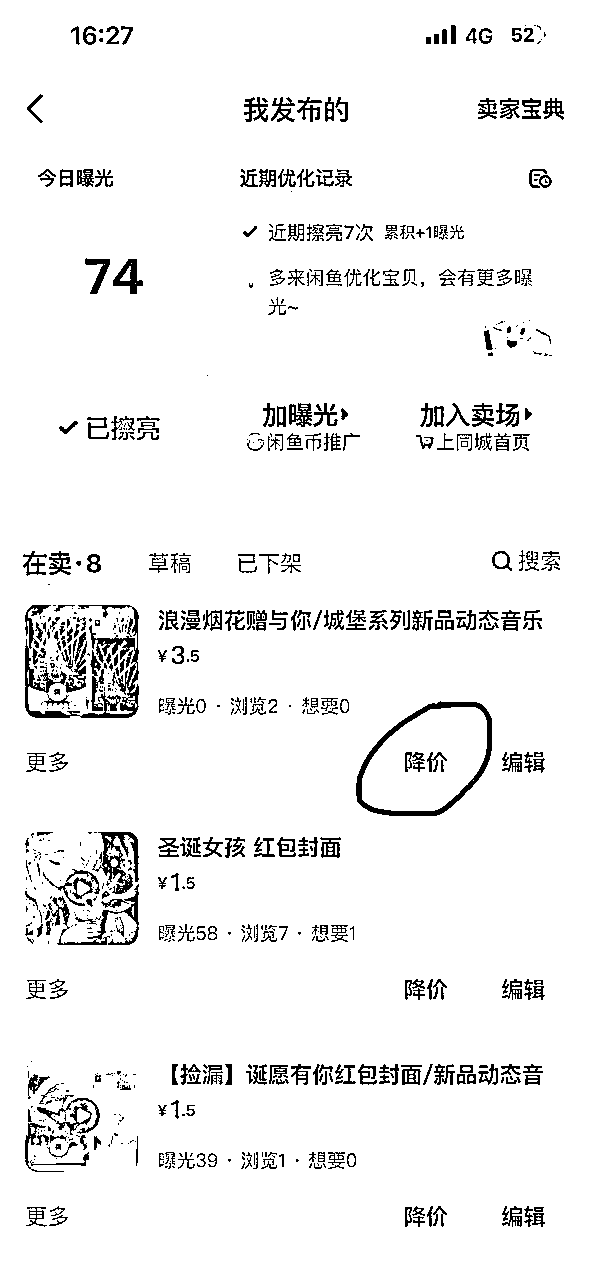 16:27 4G 52
我发布的 卖家宝典
今日曝光 近期优化记录
近期擦亮7次 累积+1曝光
74
多来闲鱼优化宝贝，会有更多曝
光~
已擦亮 加曝光 加入卖场
闲鱼币推广 上同城首页
在卖·8 草稿 已下架 搜索
浪漫烟花赠与你/城堡系列新品动态音乐
¥3.5
曝光0 · 浏览2 · 想要0
更多 降价 编辑
圣诞女孩 红包封面
¥1.5
曝光58 · 浏览7 · 想要1
更多 降价 编辑
【捡漏】诞愿有你红包封面/新品动态音
¥1.5
曝光39 · 浏览1 · 想要0
更多 降价 编辑